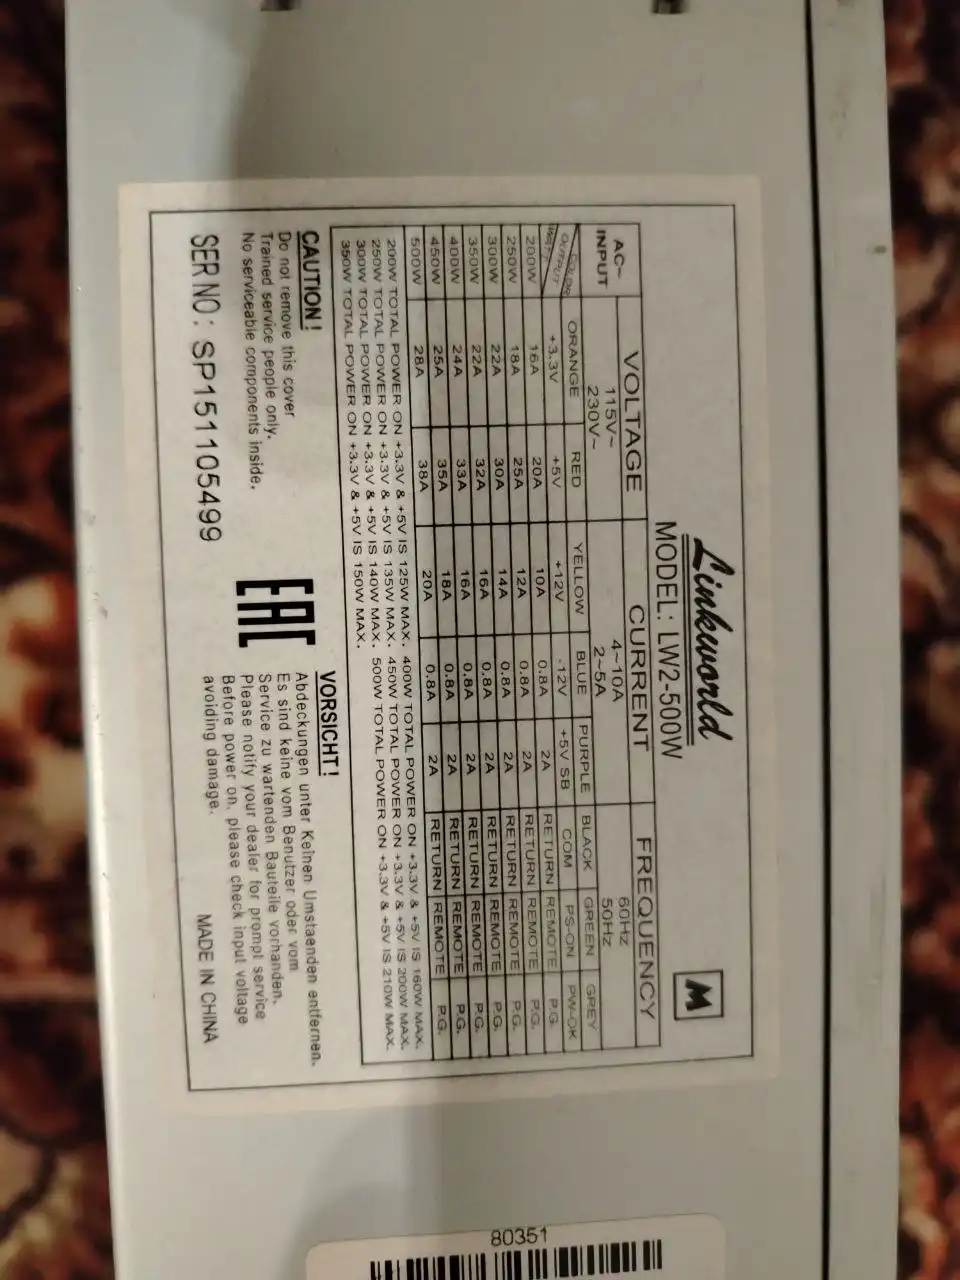 Linkworld
MODEL: LW2-500W
M
AC~ INPUT VOLTAGE CURRENT FREQUENCY
115V~ 4~10A 60Hz
230V~ 2~5A 50Hz
COLOR ORANGE RED YELLOW BLUE PURPLE BLACK GREEN GREY
OUTPUT +3.3V +5V +12V -12V +5V SB COM PS-ON PW-OK
WATT
200W 16A 20A 10A 0.8A 2A RETURN REMOTE P.G.
250W 18A 25A 12A 0.8A 2A RETURN REMOTE P.G.
300W 22A 30A 14A 0.8A 2A RETURN REMOTE P.G.
350W 22A 32A 16A 0.8A 2A RETURN REMOTE P.G.
400W 24A 33A 16A 0.8A 2A RETURN REMOTE P.G.
450W 25A 35A 18A 0.8A 2A RETURN REMOTE P.G.
500W 28A 38A 20A 0.8A 2A RETURN REMOTE P.G.
200W TOTAL POWER ON +3.3V & +5V IS 125W MAX. 400W TOTAL POWER ON +3.3V & +5V IS 160W MAX.
250W TOTAL POWER ON +3.3V & +5V IS 135W MAX. 450W TOTAL POWER ON +3.3V & +5V IS 200W MAX.
300W TOTAL POWER ON +3.3V & +5V IS 140W MAX. 500W TOTAL POWER ON +3.3V & +5V IS 210W MAX.
350W TOTAL POWER ON +3.3V & +5V IS 150W MAX.
CAUTION!
Do not remove this cover
Trained service people only.
No serviceable components inside.
SER NO: SP151105499
EAC
VORSICHT!
Abdeckungen unter Keinen Umstaenden entfernen.
Es sind keine vom Benutzer oder vom
Service zu wartenden Bauteile vorhanden.
Please notify your dealer for prompt service
Before power on, please check input voltage
avoiding damage.
MADE IN CHINA
80351